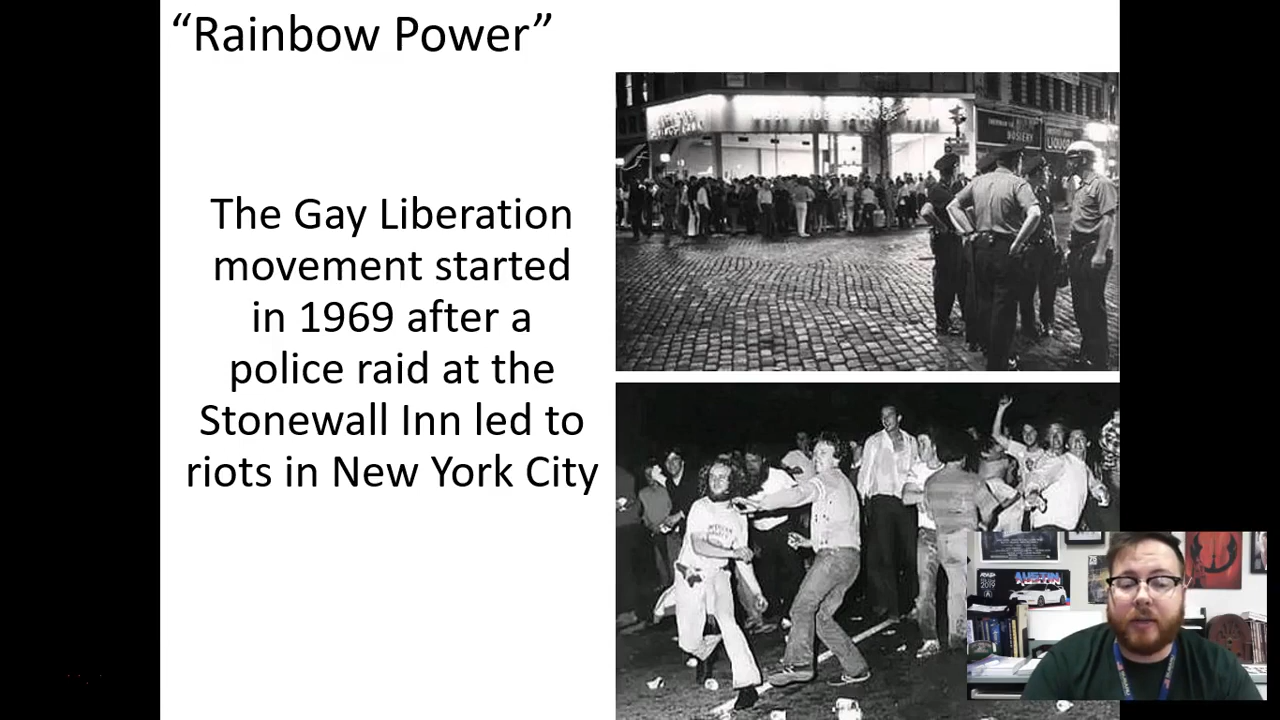 “Rainbow Power”
The Gay Liberation
movement started
in 1969 after a
police raid at the
Stonewall Inn led to
riots in New York City
HOSIERY
LIQUOR
AUSTIN